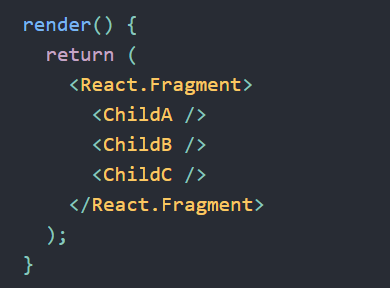 render() {
  return (
    <React.Fragment>
      <ChildA />
      <ChildB />
      <ChildC />
    </React.Fragment>
  );
}